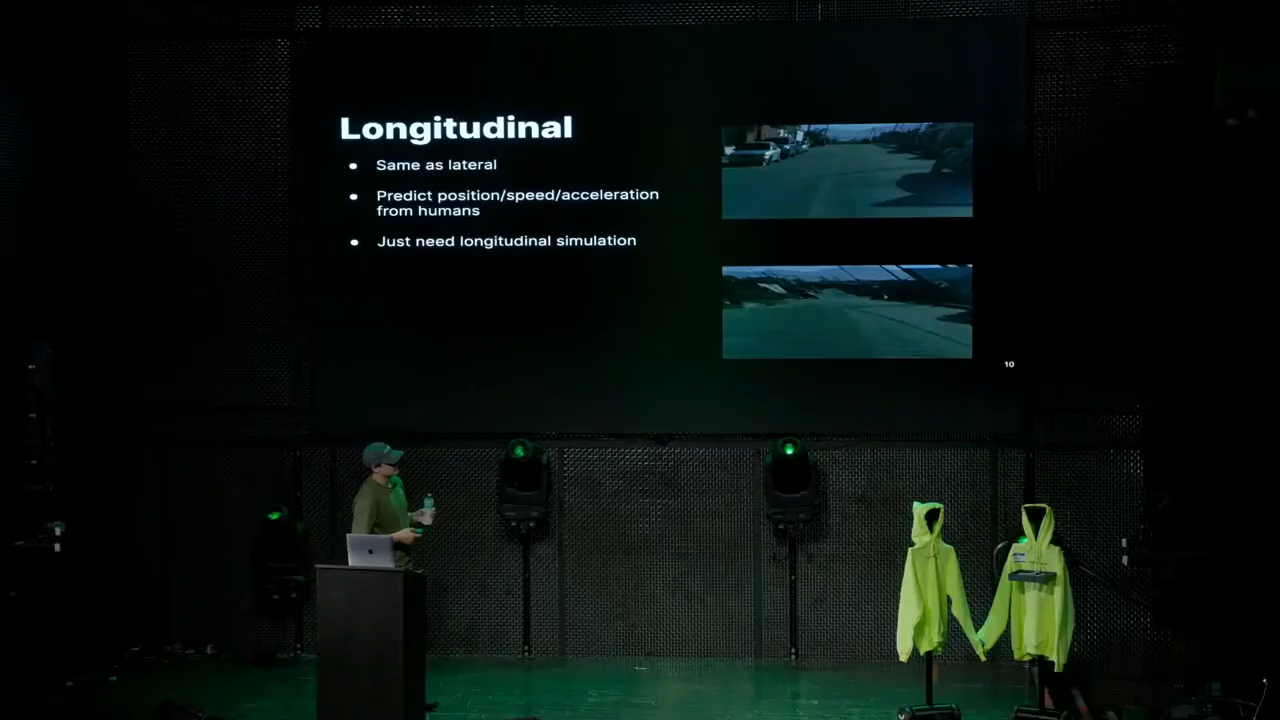 Longitudinal
Same as lateral
Predict position/speed/acceleration
from humans
Just need longitudinal simulation
10